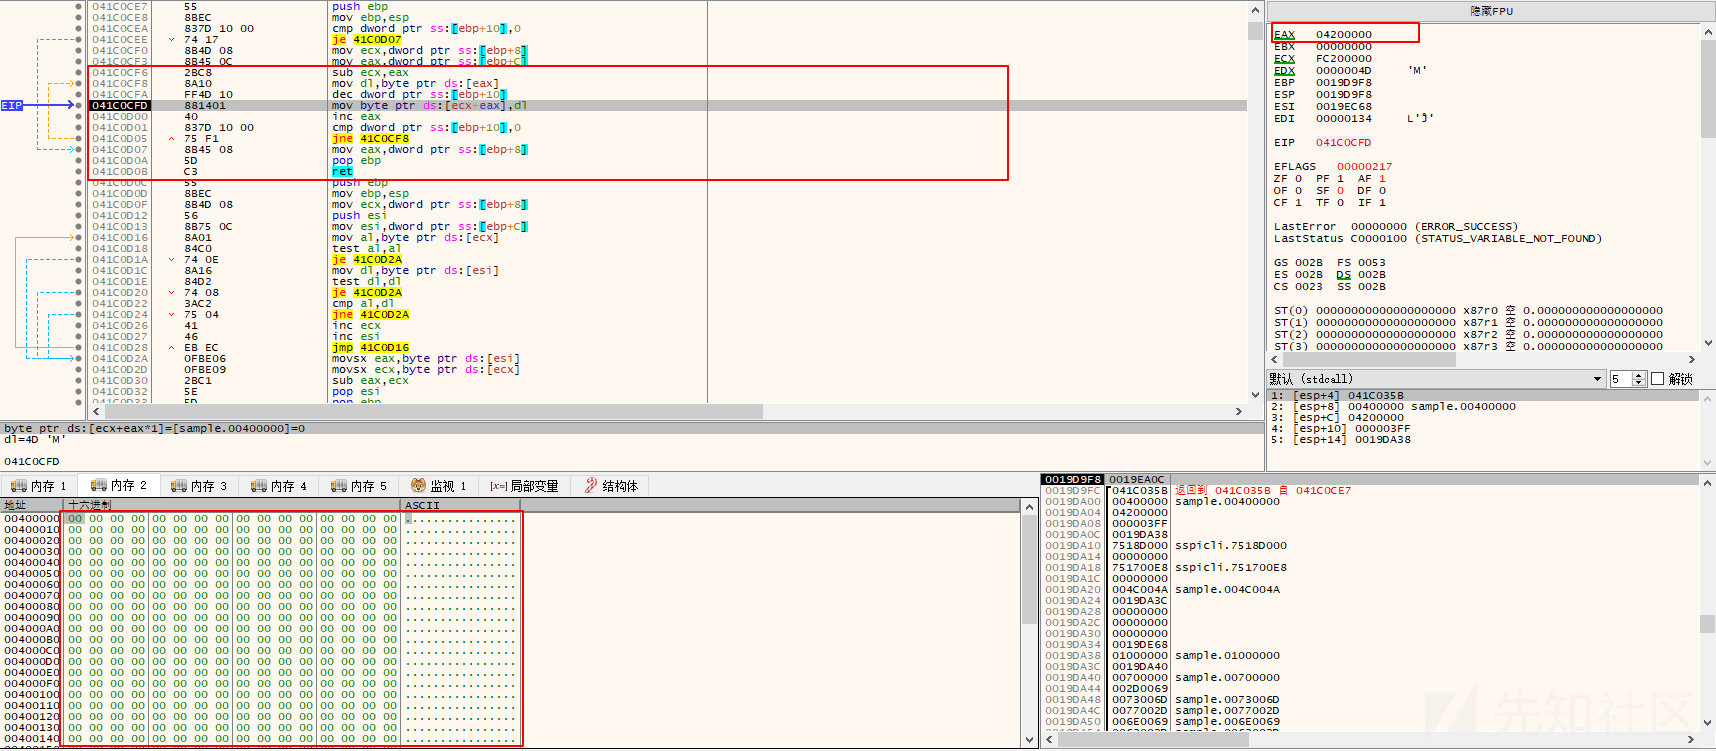 041C0CE7 55 push ebp
041C0CE8 8BEC mov ebp,esp
041C0CEA 837D 10 00 cmp dword ptr ss:[ebp+10],0
041C0CEE 74 17 je 41C0D07
041C0CF0 8B4D 08 mov ecx,dword ptr ss:[ebp+8]
041C0CF3 8B45 0C mov eax,dword ptr ss:[ebp+C]
041C0CF6 2BC8 sub ecx,eax
041C0CF8 8A10 mov dl,byte ptr ds:[eax]
041C0CFA FF4D 10 dec dword ptr ss:[ebp+10]
EIP 041C0CFD 881401 mov byte ptr ds:[ecx+eax],dl
041C0D00 40 inc eax
041C0D01 837D 10 00 cmp dword ptr ss:[ebp+10],0
041C0D05 75 F1 jne 41C0CF8
041C0D07 8B45 08 mov eax,dword ptr ss:[ebp+8]
041C0D0A 5D pop ebp
041C0D0B C3 ret
041C0D0C 55 push ebp
041C0D0D 8BEC mov ebp,esp
041C0D0F 8B4D 08 mov ecx,dword ptr ss:[ebp+8]
041C0D12 56 push esi
041C0D13 8B75 0C mov esi,dword ptr ss:[ebp+C]
041C0D16 8A01 mov al,byte ptr ds:[ecx]
041C0D18 84C0 test al,al
041C0D1A 74 0E je 41C0D2A
041C0D1C 8A16 mov dl,byte ptr ds:[esi]
041C0D1E 84D2 test dl,dl
041C0D20 74 08 je 41C0D2A
041C0D22 3AC2 cmp al,dl
041C0D24 75 04 jne 41C0D2A
041C0D26 41 inc ecx
041C0D27 46 inc esi
041C0D28 EB EC jmp 41C0D16
041C0D2A 0FBE06 movsx eax,byte ptr ds:[esi]
041C0D2D 0FBE09 movsx ecx,byte ptr ds:[ecx]
041C0D30 2BC1 sub eax,ecx
041C0D32 5E pop esi
5D pop ebp
byte ptr ds:[ecx+eax*1]=[sample.00400000]=0
dl=4D 'M'
041C0CFD
隐藏FPU
EAX 04200000
EBX 00000000
ECX FC200000
EDX 0000004D 'M'
EBP 0019D9F8
ESP 0019D9F8
ESI 0019EC68
EDI 00000134
EIP 041C0CFD
EFLAGS 00000217
ZF 0 PF 1 AF 1
OF 0 SF 0 DF 0
CF 1 TF 0 IF 1
LastError 00000000 (ERROR_SUCCESS)
LastStatus C0000100 (STATUS_VARIABLE_NOT_FOUND)
GS 002B FS 0053
ES 002B DS 002B
CS 0023 SS 002B
ST(0) 00000000000000000000 x87r0 空 0.000000000000000000
ST(1) 00000000000000000000 x87r1 空 0.000000000000000000
ST(2) 00000000000000000000 x87r2 空 0.000000000000000000
ST(3) 00000000000000000000 x87r3 空 0.000000000000000000
默认 (stdcall) 5 解锁
1: [esp+4] 041C035B
2: [esp+8] 00400000 sample.00400000
3: [esp+C] 04200000
4: [esp+10] 000003FF
5: [esp+14] 0019DA38
内存 1 内存 2 内存 3 内存 4 内存 5 监视 1 [x=]局部变量 结构体
地址 十六进制 ASCII
00400000 00 00 00 00 00 00 00 00 00 00 00 00 00 00 00 00 ................
00400010 00 00 00 00 00 00 00 00 00 00 00 00 00 00 00 00 ................
00400020 00 00 00 00 00 00 00 00 00 00 00 00 00 00 00 00 ................
00400030 00 00 00 00 00 00 00 00 00 00 00 00 00 00 00 00 ................
00400040 00 00 00 00 00 00 00 00 00 00 00 00 00 00 00 00 ................
00400050 00 00 00 00 00 00 00 00 00 00 00 00 00 00 00 00 ................
00400060 00 00 00 00 00 00 00 00 00 00 00 00 00 00 00 00 ................
00400070 00 00 00 00 00 00 00 00 00 00 00 00 00 00 00 00 ................
00400080 00 00 00 00 00 00 00 00 00 00 00 00 00 00 00 00 ................
00400090 00 00 00 00 00 00 00 00 00 00 00 00 00 00 00 00 ................
004000A0 00 00 00 00 00 00 00 00 00 00 00 00 00 00 00 00 ................
004000B0 00 00 00 00 00 00 00 00 00 00 00 00 00 00 00 00 ................
004000C0 00 00 00 00 00 00 00 00 00 00 00 00 00 00 00 00 ................
004000D0 00 00 00 00 00 00 00 00 00 00 00 00 00 00 00 00 ................
004000E0 00 00 00 00 00 00 00 00 00 00 00 00 00 00 00 00 ................
004000F0 00 00 00 00 00 00 00 00 00 00 00 00 00 00 00 00 ................
00400100 00 00 00 00 00 00 00 00 00 00 00 00 00 00 00 00 ................
00400110 00 00 00 00 00 00 00 00 00 00 00 00 00 00 00 00 ................
00400120 00 00 00 00 00 00 00 00 00 00 00 00 00 00 00 00 ................
00400130 00 00 00 00 00 00 00 00 00 00 00 00 00 00 00 00 ................
00400140 00 00 00 00 00 00 00 00 00 00 00 00 00 00 00 00 ................
0019D9F8 0019EA0C
0019D9FC 041C035B 返回到 041C035B 自 041C0CE7
0019DA00 00400000 sample.00400000
0019DA04 04200000
0019DA08 000003FF
0019DA0C 0019DA38
0019DA10 7518D000 sspicli.7518D000
0019DA14 00000000
0019DA18 751700E8 sspicli.751700E8
0019DA1C 00000000
0019DA20 004C004A sample.004C004A
0019DA24 0019DA3C
0019DA28 00000000
0019DA2C 00000000
0019DA30 00000000
0019DA34 0019DE68
0019DA38 01000000 sample.01000000
0019DA3C 0019DA40
0019DA40 00700000 sample.00700000
0019DA44 002D0069
0019DA48 0073006D sample.0073006D
0019DA4C 0077002D sample.0077002D
0019DA50 006E0069 sample.006E0069
先知社区